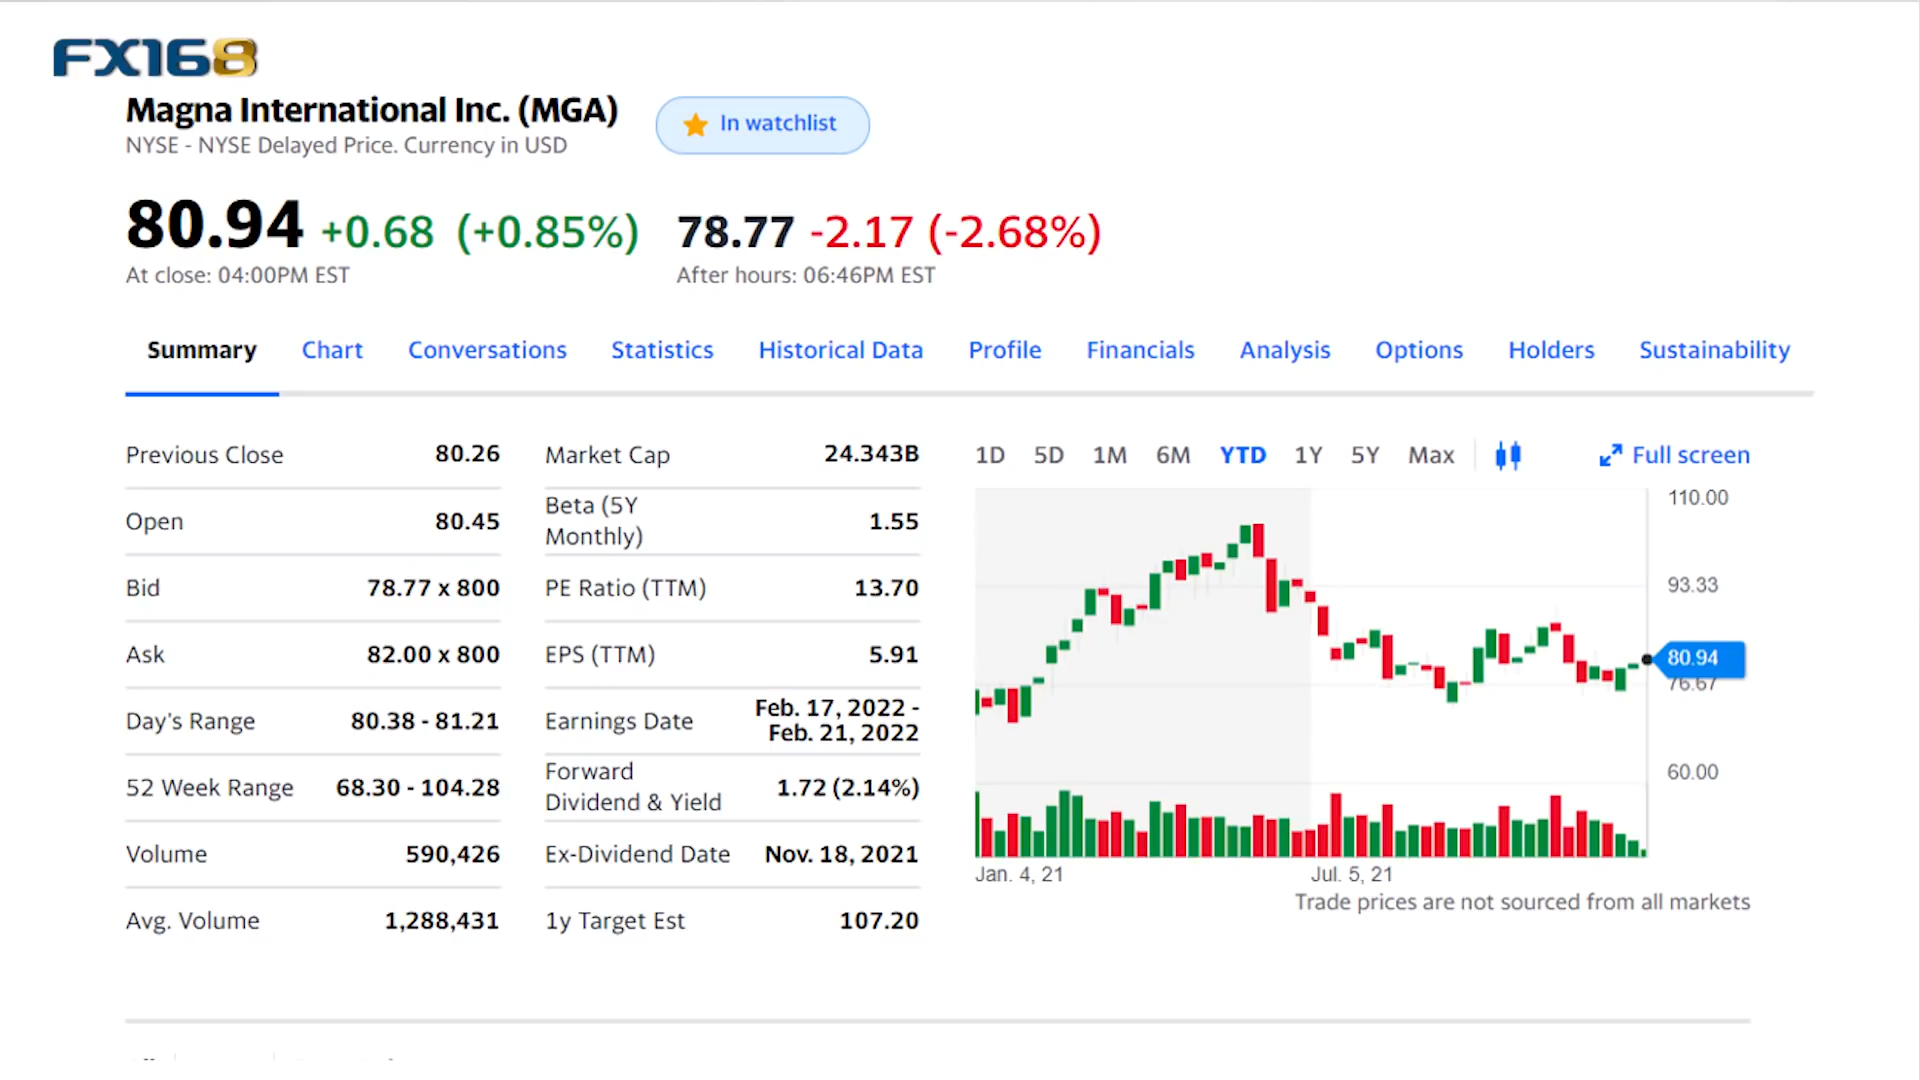 FX168
Magna International Inc. (MGA)
In watchlist
NYSE - NYSE Delayed Price. Currency in USD
80.94 +0.68 (+0.85%) 78.77 -2.17 (-2.68%)
At close: 04:00PM EST
After hours: 06:46PM EST
Summary Chart Conversations Statistics Historical Data Profile Financials Analysis Options Holders Sustainability
Previous Close 80.26
Open 80.45
Bid 78.77 x 800
Ask 82.00 x 800
Day's Range 80.38 - 81.21
52 Week Range 68.30 - 104.28
Volume 590,426
Avg. Volume 1,288,431
Market Cap 24.343B
Beta (5Y
Monthly) 1.55
PE Ratio (TTM) 13.70
EPS (TTM) 5.91
Earnings Date Feb. 17, 2022 -
Feb. 21, 2022
Forward
Dividend & Yield 1.72 (2.14%)
Ex-Dividend Date Nov. 18, 2021
1y Target Est 107.20
1D 5D 1M 6M YTD 1Y 5Y Max Full screen
110.00
93.33
80.94
76.67
60.00
Jan. 4, 21 Jul. 5, 21
Trade prices are not sourced from all markets